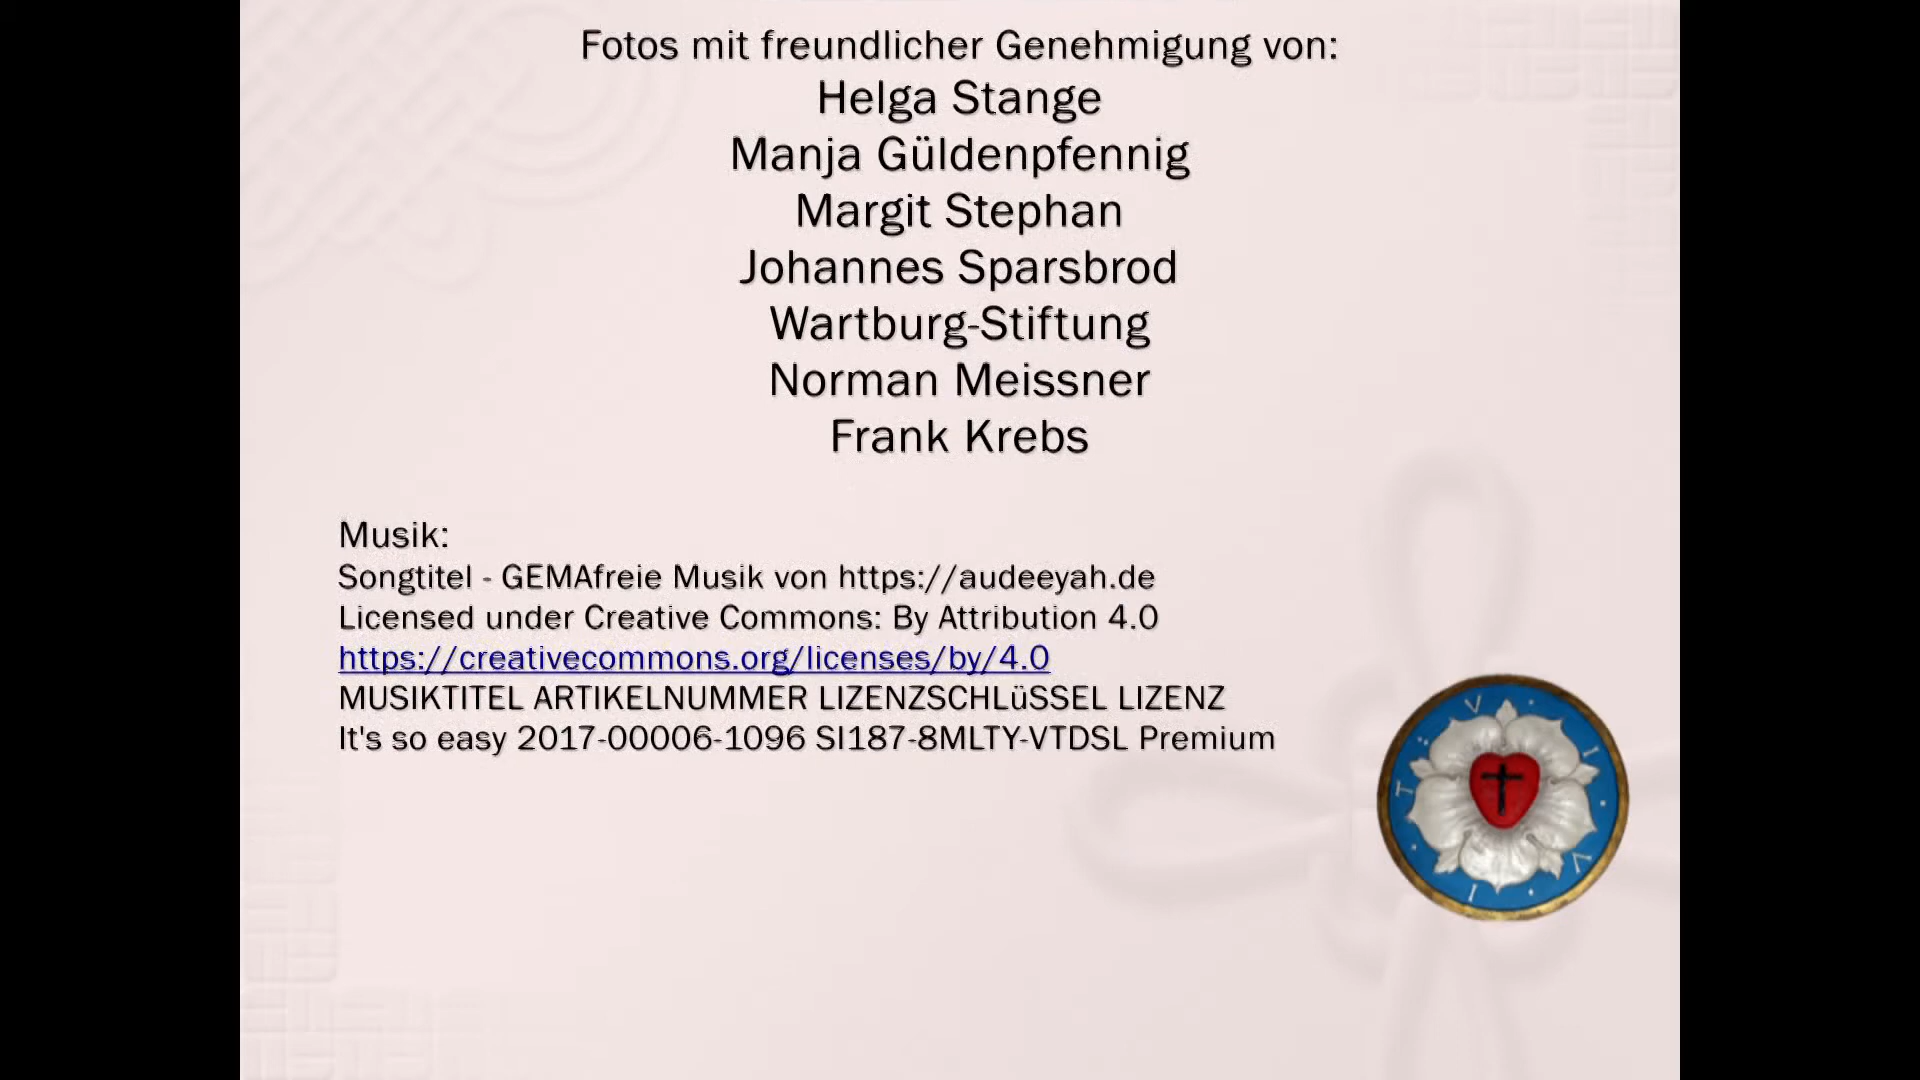 Fotos mit freundlicher Genehmigung von:
Helga Stange
Manja Güldenpfennig
Margit Stephan
Johannes Sparsbrod
Wartburg-Stiftung
Norman Meissner
Frank Krebs
Musik:
Songtitel - GEMAfreie Musik von https://audeeyah.de
Licensed under Creative Commons: By Attribution 4.0
https://creativecommons.org/licenses/by/4.0
MUSIKTITEL ARTIKELNUMMER LIZENZSCHLüSSEL LIZENZ
It's so easy 2017-00006-1096 SI187-8MLTY-VTDSL Premium
V I V I T